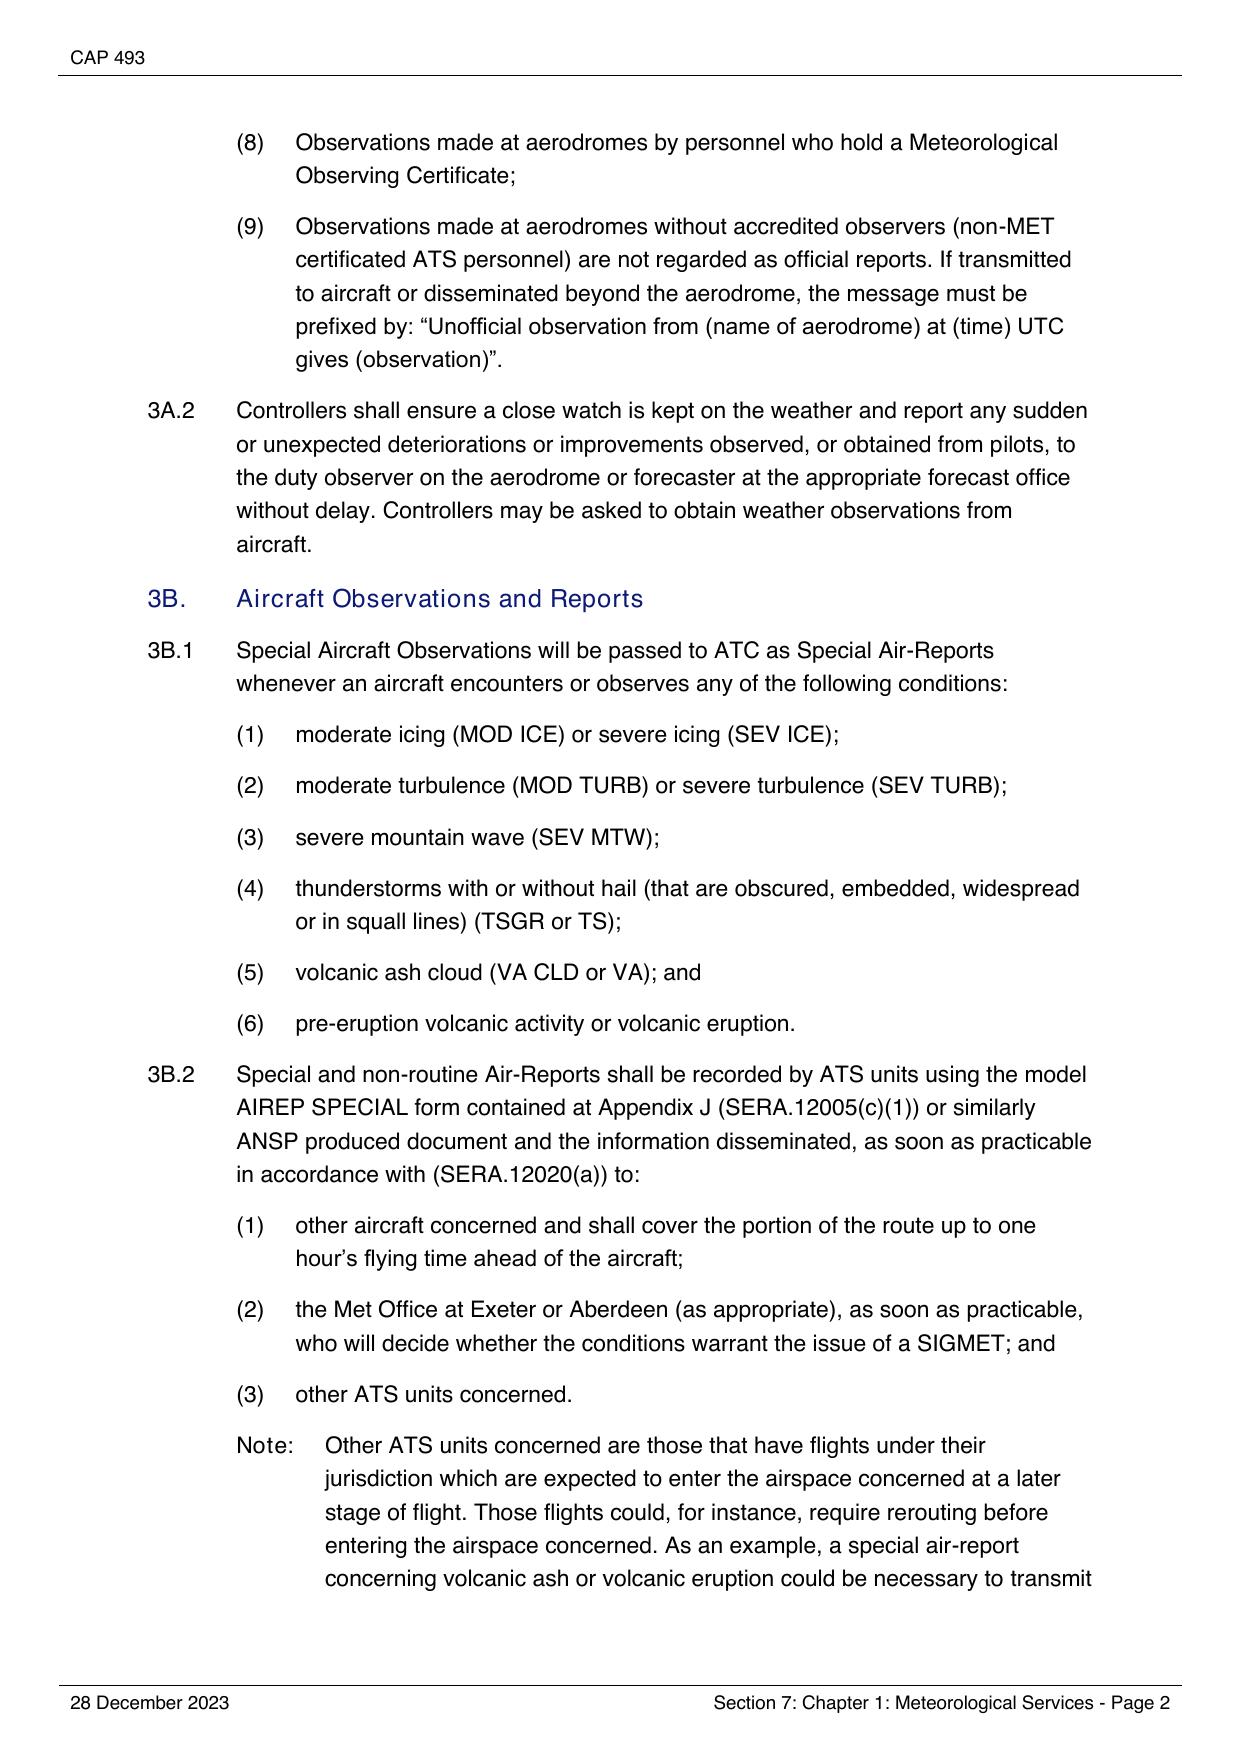 CAP 493
(8) Observations made at aerodromes by personnel who hold a Meteorological
Observing Certificate;
(9) Observations made at aerodromes without accredited observers (non-MET
certificated ATS personnel) are not regarded as official reports. If transmitted
to aircraft or disseminated beyond the aerodrome, the message must be
prefixed by: “Unofficial observation from (name of aerodrome) at (time) UTC
gives (observation)”.
3A.2 Controllers shall ensure a close watch is kept on the weather and report any sudden
or unexpected deteriorations or improvements observed, or obtained from pilots, to
the duty observer on the aerodrome or forecaster at the appropriate forecast office
without delay. Controllers may be asked to obtain weather observations from
aircraft.
3B. Aircraft Observations and Reports
3B.1 Special Aircraft Observations will be passed to ATC as Special Air-Reports
whenever an aircraft encounters or observes any of the following conditions:
(1) moderate icing (MOD ICE) or severe icing (SEV ICE);
(2) moderate turbulence (MOD TURB) or severe turbulence (SEV TURB);
(3) severe mountain wave (SEV MTW);
(4) thunderstorms with or without hail (that are obscured, embedded, widespread
or in squall lines) (TSGR or TS);
(5) volcanic ash cloud (VA CLD or VA); and
(6) pre-eruption volcanic activity or volcanic eruption.
3B.2 Special and non-routine Air-Reports shall be recorded by ATS units using the model
AIREP SPECIAL form contained at Appendix J (SERA.12005(c)(1)) or similarly
ANSP produced document and the information disseminated, as soon as practicable
in accordance with (SERA.12020(a)) to:
(1) other aircraft concerned and shall cover the portion of the route up to one
hour’s flying time ahead of the aircraft;
(2) the Met Office at Exeter or Aberdeen (as appropriate), as soon as practicable,
who will decide whether the conditions warrant the issue of a SIGMET; and
(3) other ATS units concerned.
Note: Other ATS units concerned are those that have flights under their
jurisdiction which are expected to enter the airspace concerned at a later
stage of flight. Those flights could, for instance, require rerouting before
entering the airspace concerned. As an example, a special air-report
concerning volcanic ash or volcanic eruption could be necessary to transmit
28 December 2023 Section 7: Chapter 1: Meteorological Services - Page 2